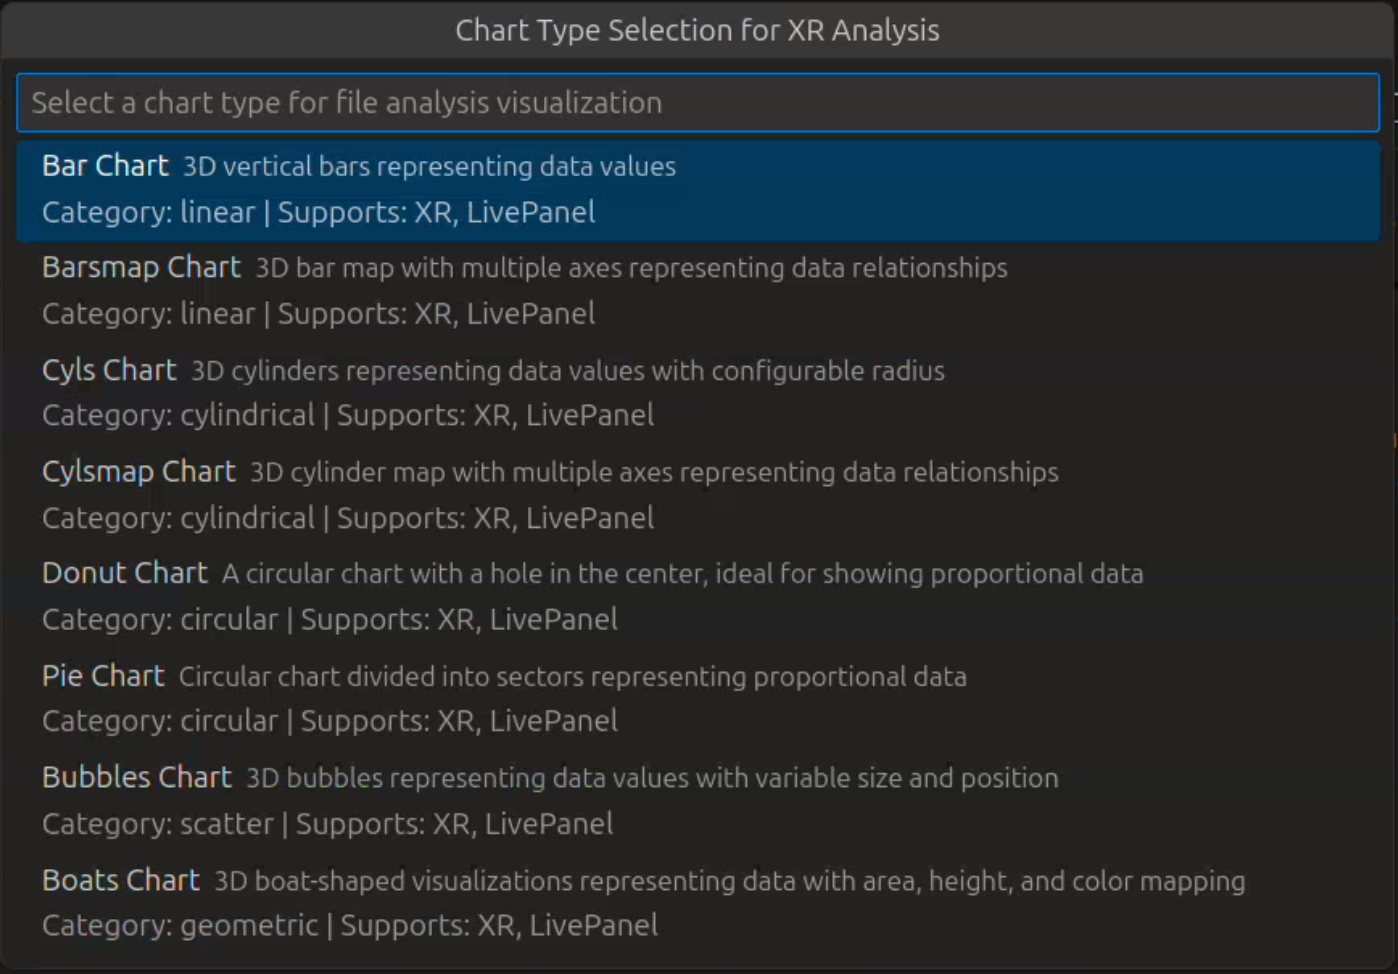 Chart Type Selection for XR Analysis
Select a chart type for file analysis visualization
Bar Chart 3D vertical bars representing data values
Category: linear | Supports: XR, LivePanel
Barsmap Chart 3D bar map with multiple axes representing data relationships
Category: linear | Supports: XR, LivePanel
Cyls Chart 3D cylinders representing data values with configurable radius
Category: cylindrical | Supports: XR, LivePanel
Cylsmap Chart 3D cylinder map with multiple axes representing data relationships
Category: cylindrical | Supports: XR, LivePanel
Donut Chart A circular chart with a hole in the center, ideal for showing proportional data
Category: circular | Supports: XR, LivePanel
Pie Chart Circular chart divided into sectors representing proportional data
Category: circular | Supports: XR, LivePanel
Bubbles Chart 3D bubbles representing data values with variable size and position
Category: scatter | Supports: XR, LivePanel
Boats Chart 3D boat-shaped visualizations representing data with area, height, and color mapping
Category: geometric | Supports: XR, LivePanel